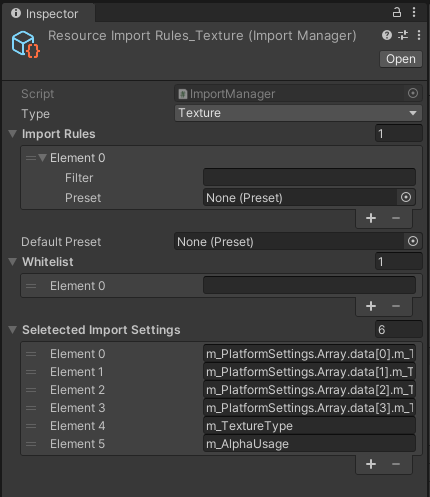 Inspector
Resource Import Rules_Texture (Import Manager)
Open
Script ImportManager
Type Texture
Import Rules 1
Element 0
Filter
Preset None (Preset)
+ −
Default Preset None (Preset)
Whitelist 1
Element 0
+ −
Seletected Import Settings 6
Element 0 m_PlatformSettings.Array.data[0].m_T
Element 1 m_PlatformSettings.Array.data[1].m_T
Element 2 m_PlatformSettings.Array.data[2].m_T
Element 3 m_PlatformSettings.Array.data[3].m_T
Element 4 m_TextureType
Element 5 m_AlphaUsage
+ −